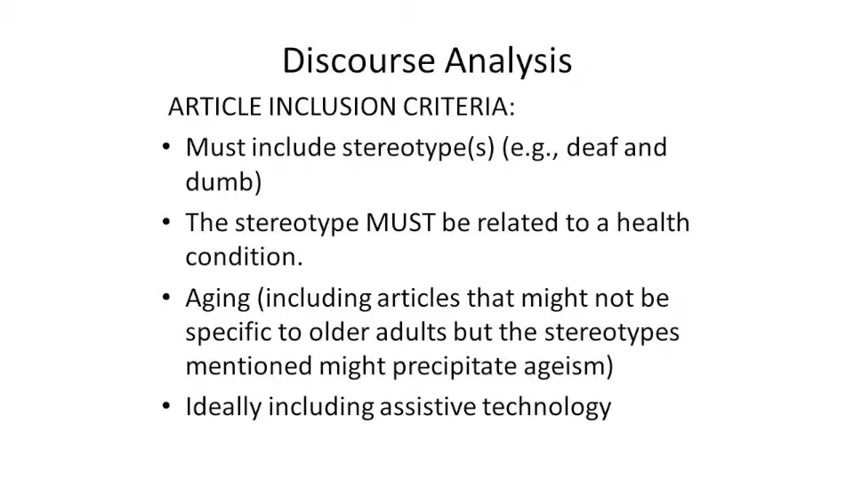 Discourse Analysis
ARTICLE INCLUSION CRITERIA:
• Must include stereotype(s) (e.g., deaf and
dumb)
• The stereotype MUST be related to a health
condition.
• Aging (including articles that might not be
specific to older adults but the stereotypes
mentioned might precipitate ageism)
• Ideally including assistive technology